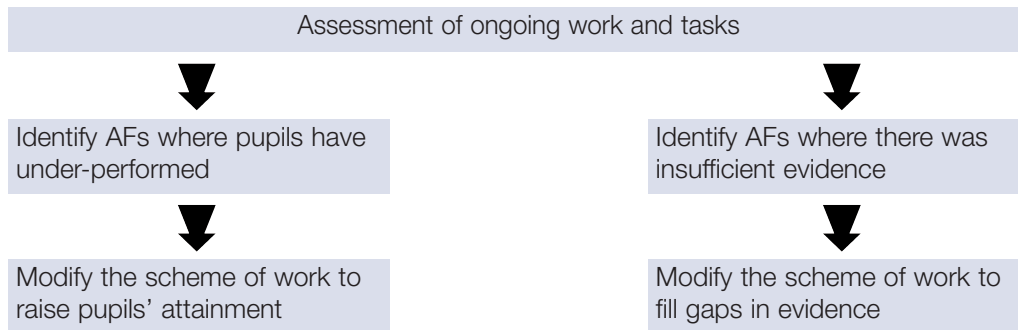 Assessment of ongoing work and tasks
Identify AFs where pupils have
under-performed
Identify AFs where there was
insufficient evidence
Modify the scheme of work to
raise pupils’ attainment
Modify the scheme of work to
fill gaps in evidence